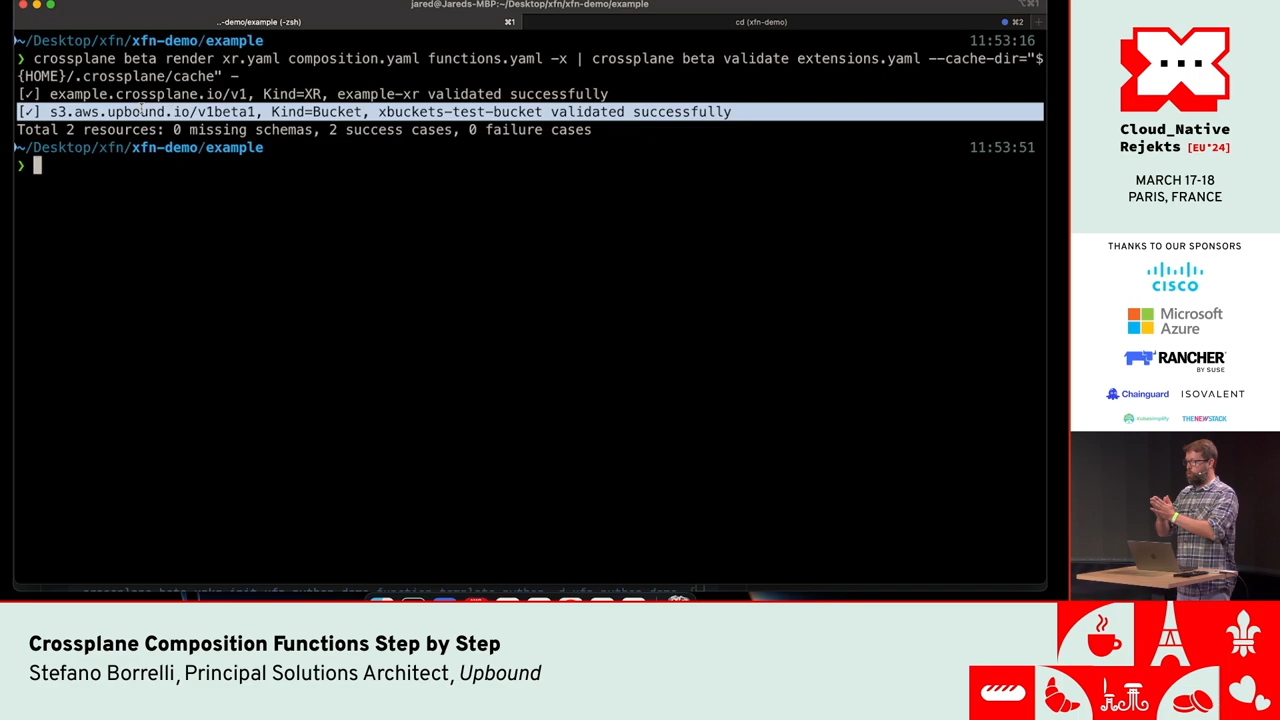 jared@Jareds-MBP:~/Desktop/xfn/xfn-demo/example
⌥⌘1
..-demo/example (-zsh)
⌘1
cd (xfn-demo)
⌘2
~/Desktop/xfn/xfn-demo/example
11:53:16
❯ crossplane beta render xr.yaml composition.yaml functions.yaml -x | crossplane beta validate extensions.yaml --cache-dir="$
{HOME}/.crossplane/cache" -
[✓] example.crossplane.io/v1, Kind=XR, example-xr validated successfully
[✓] s3.aws.upbound.io/v1beta1, Kind=Bucket, xbuckets-test-bucket validated successfully
Total 2 resources: 0 missing schemas, 2 success cases, 0 failure cases
~/Desktop/xfn/xfn-demo/example
11:53:51
❯
Cloud_Native
Rejekts [EU'24]
MARCH 17-18
PARIS, FRANCE
THANKS TO OUR SPONSORS
CISCO
Microsoft
Azure
RANCHER
BY SUSE
Chainguard
ISOVALENT
kubesimplify
THENEWSTACK
Crossplane Composition Functions Step by Step
Stefano Borrelli, Principal Solutions Architect, Upbound